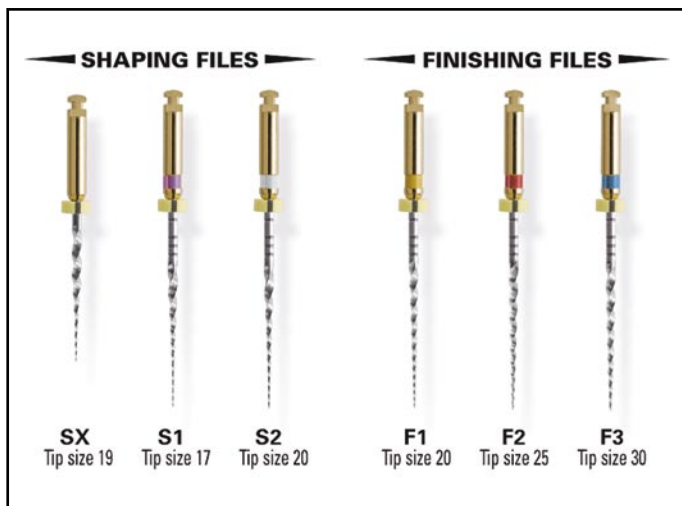 SHAPING FILES
FINISHING FILES
SX
Tip size 19
S1
Tip size 17
S2
Tip size 20
F1
Tip size 20
F2
Tip size 25
F3
Tip size 30